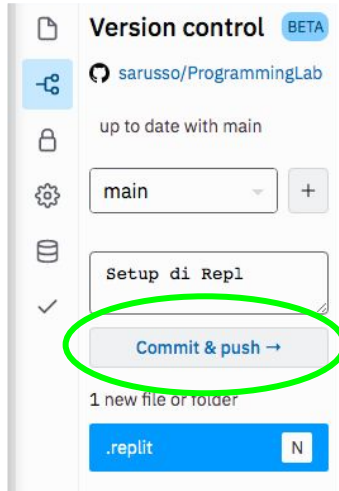 Version control BETA
sarusso/ProgrammingLab
up to date with main
main +
Setup di Repl
Commit & push →
1 new file or folder
.replit N